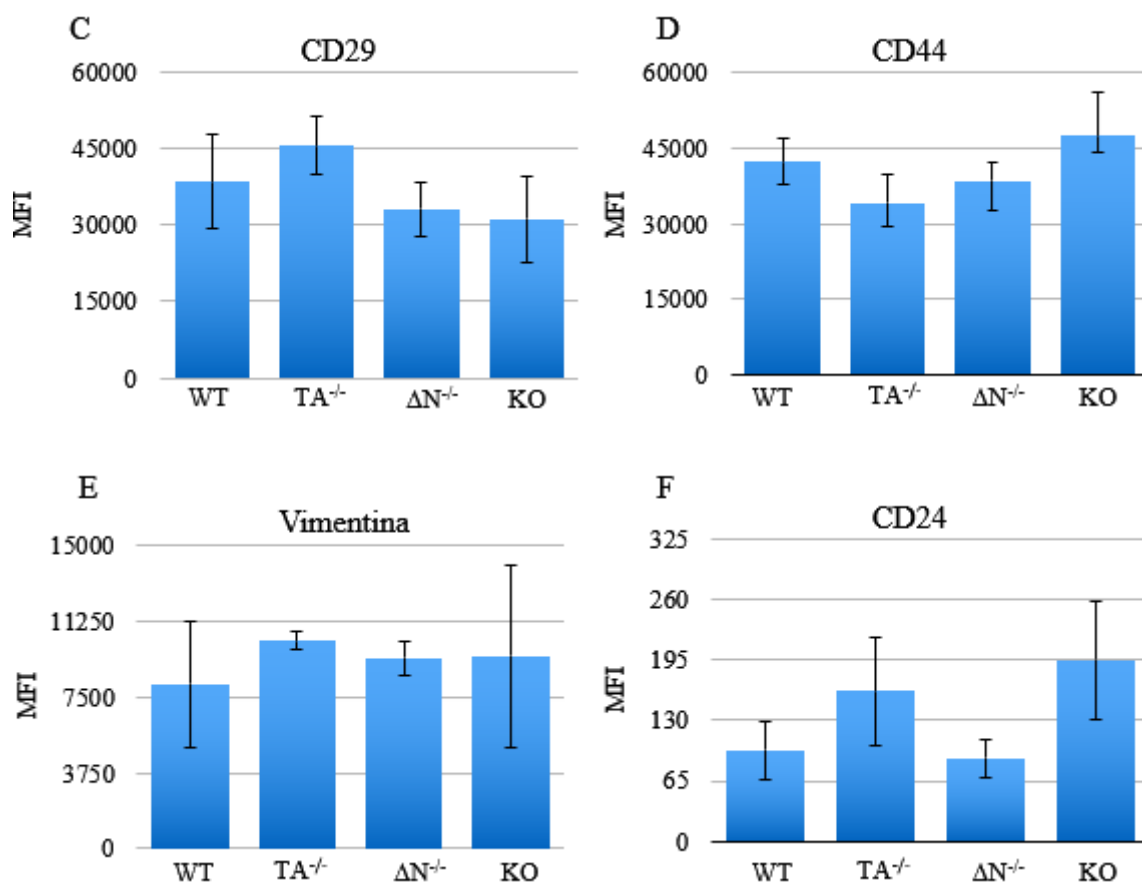 C
CD29
60000
45000
30000
15000
0
MFI
WT TA-/- ΔN-/- KO
D
CD44
60000
45000
30000
15000
0
MFI
WT TA-/- ΔN-/- KO
E
Vimentina
15000
11250
7500
3750
0
MFI
WT TA-/- ΔN-/- KO
F
CD24
325
260
195
130
65
0
MFI
WT TA-/- ΔN-/- KO